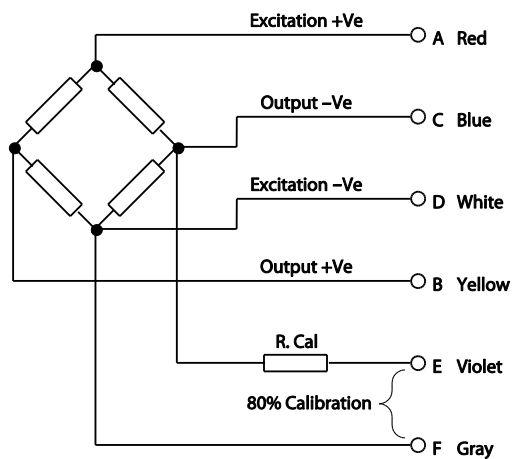 Excitation +Ve
A Red
Output –Ve
C Blue
Excitation –Ve
D White
Output +Ve
B Yellow
R. Cal
E Violet
80% Calibration
F Gray